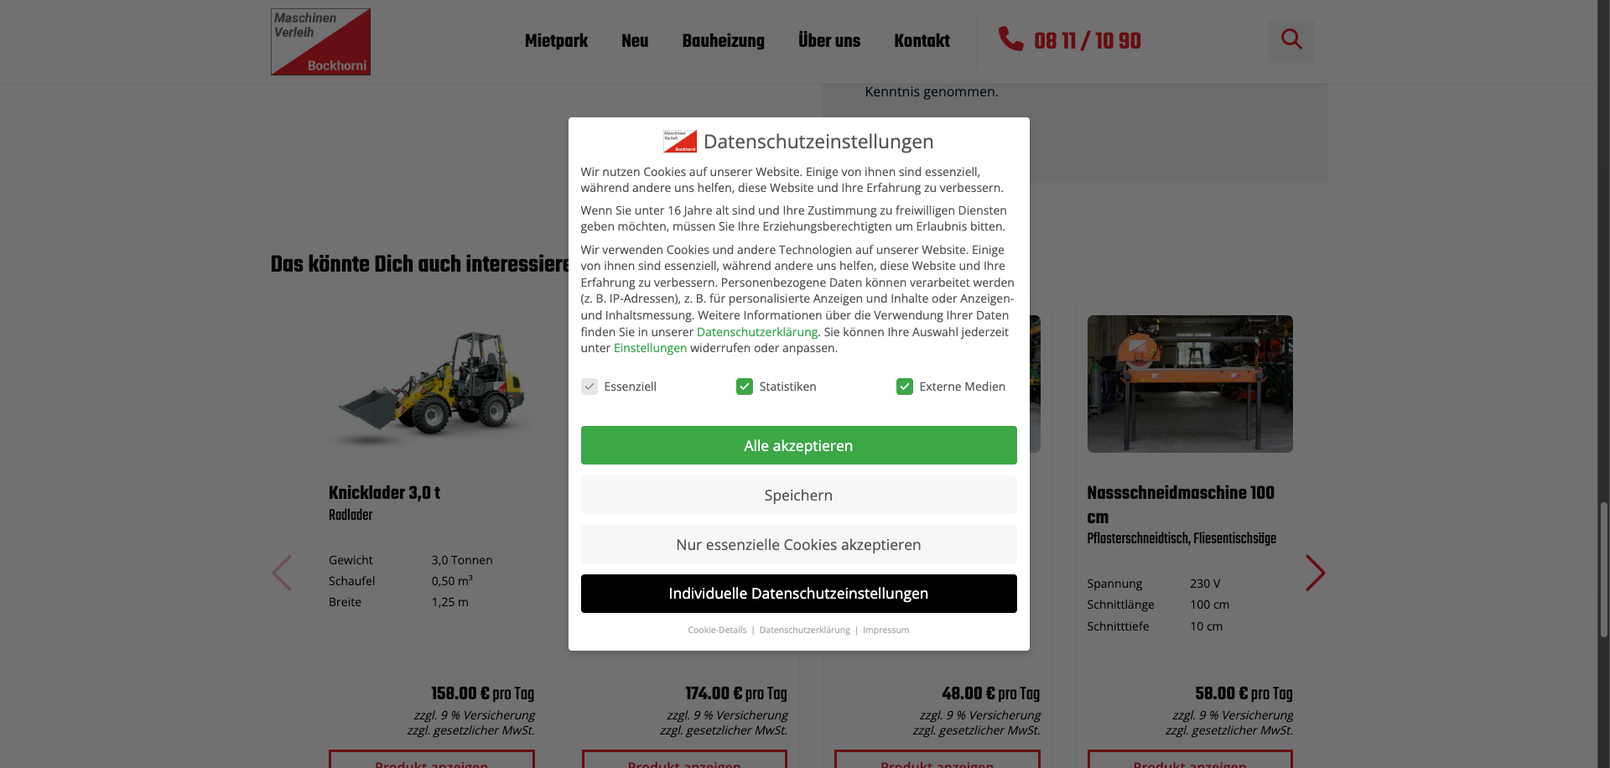 Maschinen
Verleih
Bockhorni
Mietpark Neu Bauheizung Über uns Kontakt 08 11 / 10 90
Kenntnis genommen.
Datenschutzeinstellungen
Wir nutzen Cookies auf unserer Website. Einige von ihnen sind essenziell,
während andere uns helfen, diese Website und Ihre Erfahrung zu verbessern.
Wenn Sie unter 16 Jahre alt sind und Ihre Zustimmung zu freiwilligen Diensten
geben möchten, müssen Sie Ihre Erziehungsberechtigten um Erlaubnis bitten.
Wir verwenden Cookies und andere Technologien auf unserer Website. Einige
von ihnen sind essenziell, während andere uns helfen, diese Website und Ihre
Erfahrung zu verbessern. Personenbezogene Daten können verarbeitet werden
(z. B. IP-Adressen), z. B. für personalisierte Anzeigen und Inhalte oder Anzeigen-
und Inhaltsmessung. Weitere Informationen über die Verwendung Ihrer Daten
finden Sie in unserer Datenschutzerklärung. Sie können Ihre Auswahl jederzeit
unter Einstellungen widerrufen oder anpassen.
Essenziell Statistiken Externe Medien
Alle akzeptieren
Speichern
Nur essenzielle Cookies akzeptieren
Individuelle Datenschutzeinstellungen
Cookie-Details | Datenschutzerklärung | Impressum
Das könnte Dich auch interessiere
Knicklader 3,0 t
Radlader
Gewicht 3,0 Tonnen
Schaufel 0,50 m³
Breite 1,25 m
158.00 € pro Tag
zzgl. 9 % Versicherung
zzgl. gesetzlicher MwSt.
Produkt anzeigen
174.00 € pro Tag
zzgl. 9 % Versicherung
zzgl. gesetzlicher MwSt.
Produkt anzeigen
48.00 € pro Tag
zzgl. 9 % Versicherung
zzgl. gesetzlicher MwSt.
Produkt anzeigen
Nassschneidmaschine 100
cm
Pflasterschneidtisch, Fliesentischsäge
Spannung 230 V
Schnittlänge 100 cm
Schnitttiefe 10 cm
58.00 € pro Tag
zzgl. 9 % Versicherung
zzgl. gesetzlicher MwSt.
Produkt anzeigen